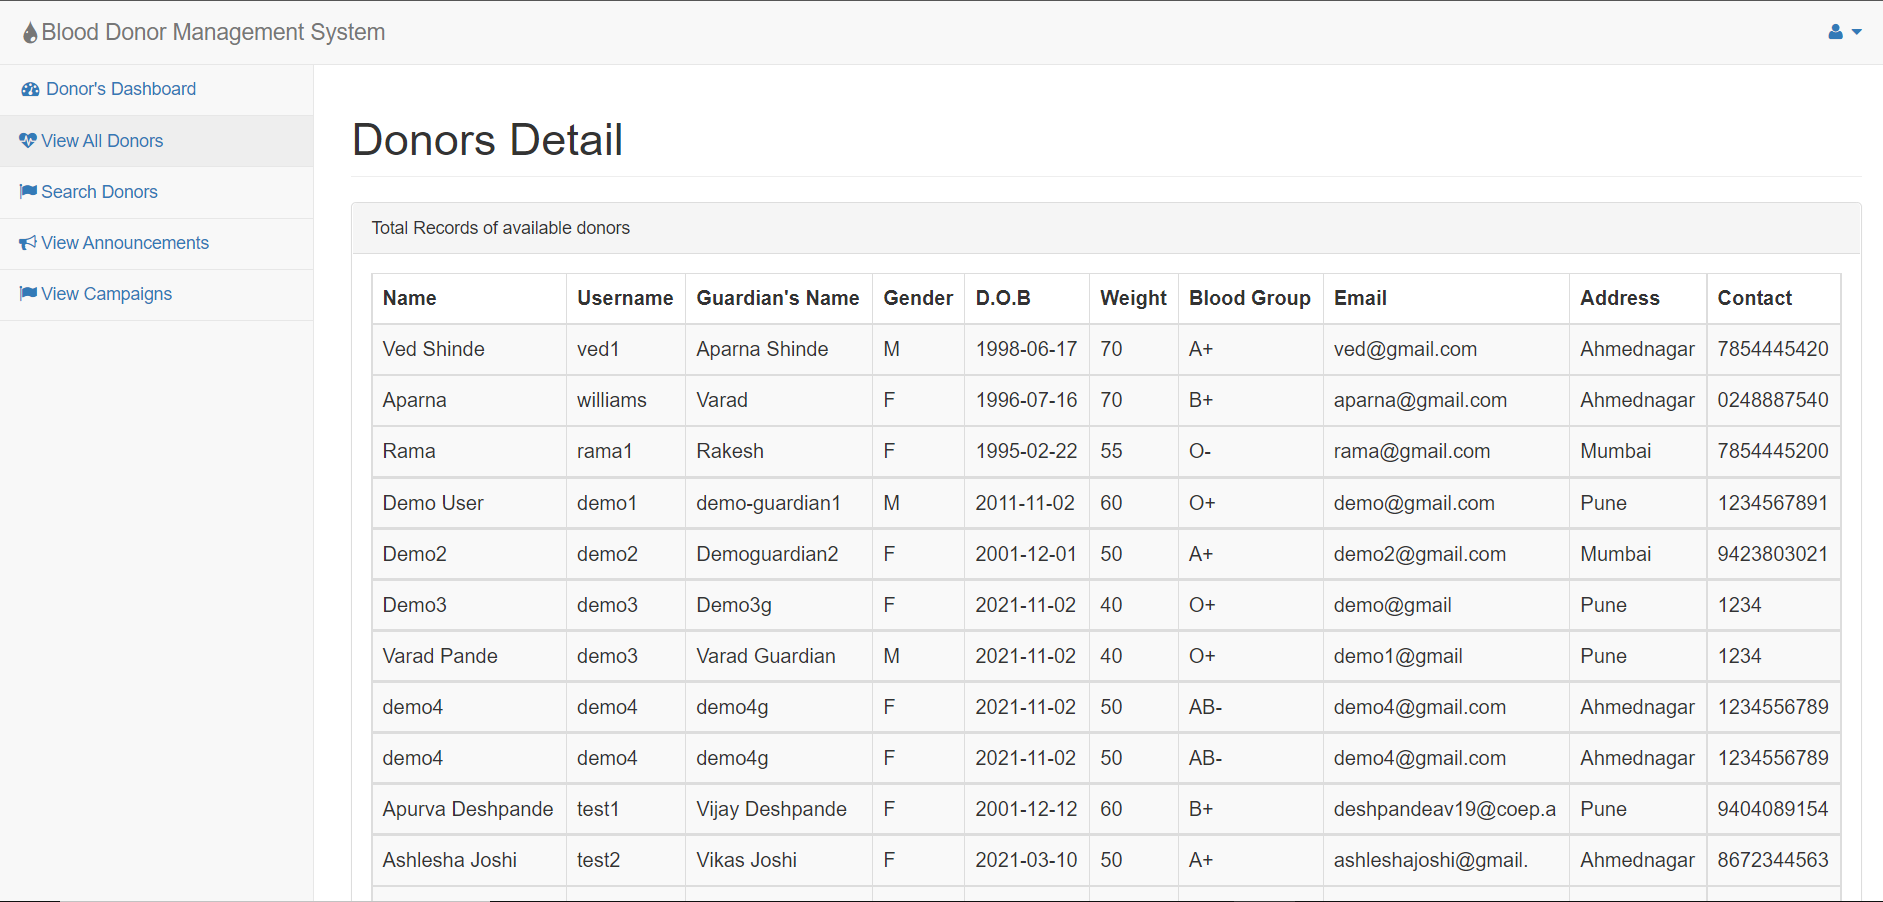 Blood Donor Management System
Donor's Dashboard
View All Donors
Search Donors
View Announcements
View Campaigns
Donors Detail
Total Records of available donors
Name Username Guardian's Name Gender D.O.B Weight Blood Group Email Address Contact
Ved Shinde ved1 Aparna Shinde M 1998-06-17 70 A+ ved@gmail.com Ahmednagar 7854445420
Aparna williams Varad F 1996-07-16 70 B+ aparna@gmail.com Ahmednagar 0248887540
Rama rama1 Rakesh F 1995-02-22 55 O- rama@gmail.com Mumbai 7854445200
Demo User demo1 demo-guardian1 M 2011-11-02 60 O+ demo@gmail.com Pune 1234567891
Demo2 demo2 Demoguardian2 F 2001-12-01 50 A+ demo2@gmail.com Mumbai 9423803021
Demo3 demo3 Demo3g F 2021-11-02 40 O+ demo@gmail Pune 1234
Varad Pande demo3 Varad Guardian M 2021-11-02 40 O+ demo1@gmail Pune 1234
demo4 demo4 demo4g F 2021-11-02 50 AB- demo4@gmail.com Ahmednagar 1234556789
demo4 demo4 demo4g F 2021-11-02 50 AB- demo4@gmail.com Ahmednagar 1234556789
Apurva Deshpande test1 Vijay Deshpande F 2001-12-12 60 B+ deshpandeav19@coep.a Pune 9404089154
Ashlesha Joshi test2 Vikas Joshi F 2021-03-10 50 A+ ashleshajoshi@gmail. Ahmednagar 8672344563